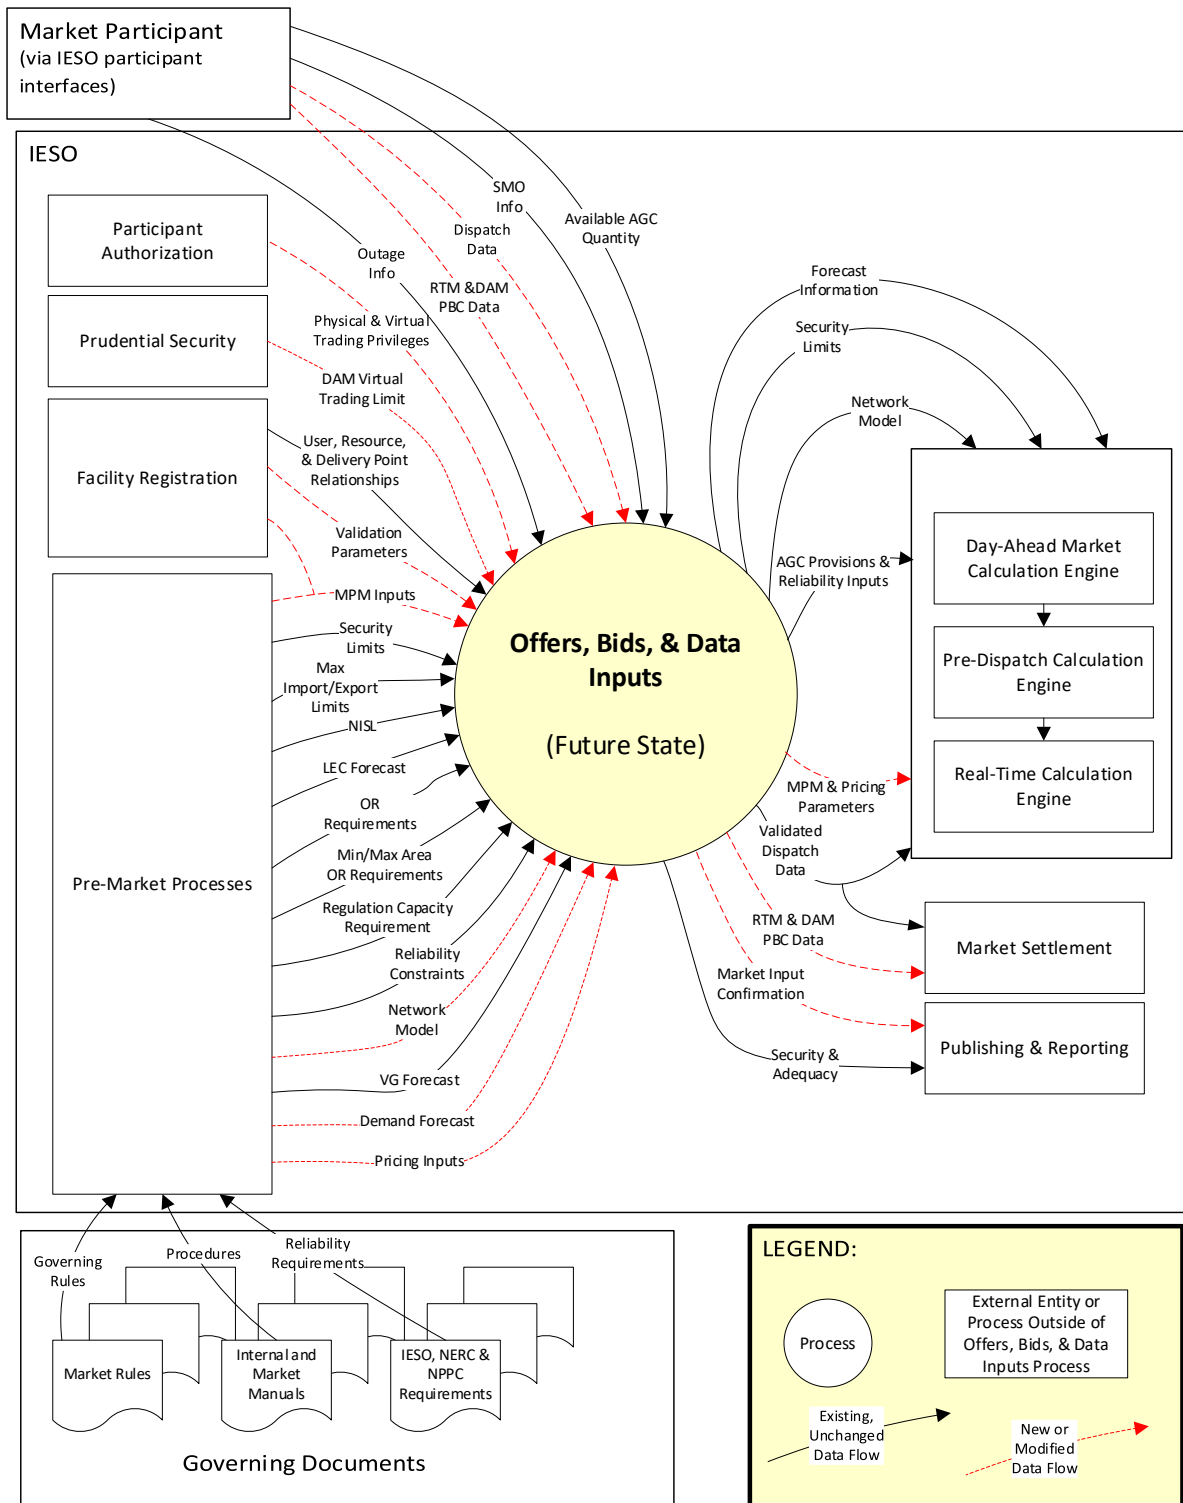 Market Participant
(via IESO participant
interfaces)
IESO
Participant
Authorization
Prudential Security
Facility Registration
Pre-Market Processes
SMO
Info
Available AGC
Quantity
Dispatch
Data
Outage
Info
RTM &DAM
PBC Data
Physical & Virtual
Trading Privileges
DAM Virtual
Trading Limit
User, Resource,
& Delivery Point
Relationships
Validation
Parameters
MPM Inputs
Security
Limits
Max
Import/Export
Limits
NISL
LEC Forecast
OR
Requirements
Min/Max Area
OR Requirements
Regulation Capacity
Requirement
Reliability
Constraints
Network
Model
VG Forecast
Demand Forecast
Pricing Inputs
Offers, Bids, & Data
Inputs
(Future State)
Forecast
Information
Security
Limits
Network
Model
AGC Provisions &
Reliability Inputs
MPM & Pricing
Parameters
Validated
Dispatch
Data
RTM & DAM
PBC Data
Market Input
Confirmation
Security &
Adequacy
Day-Ahead Market
Calculation Engine
Pre-Dispatch Calculation
Engine
Real-Time Calculation
Engine
Market Settlement
Publishing & Reporting
Governing
Rules
Procedures
Reliability
Requirements
Market Rules
Internal and
Market
Manuals
IESO, NERC &
NPPC
Requirements
Governing Documents
LEGEND:
Process
External Entity or
Process Outside of
Offers, Bids, & Data
Inputs Process
Existing,
Unchanged
Data Flow
New or
Modified
Data Flow